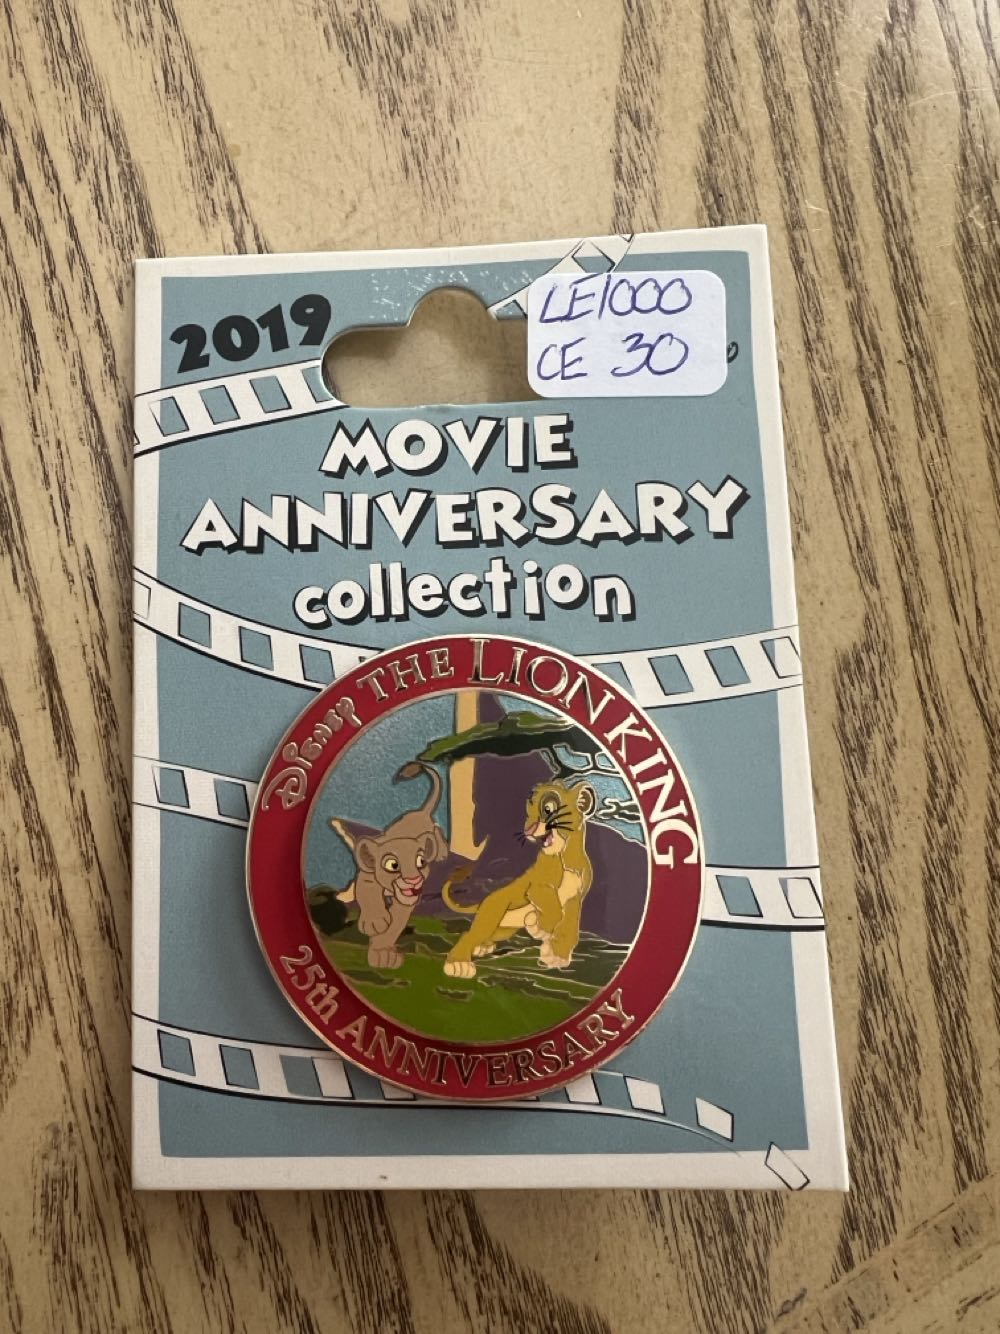 2019
LE1000
CE 30
MOVIE
ANNIVERSARY
collection
DISNEY THE LION KING
25th ANNIVERSARY